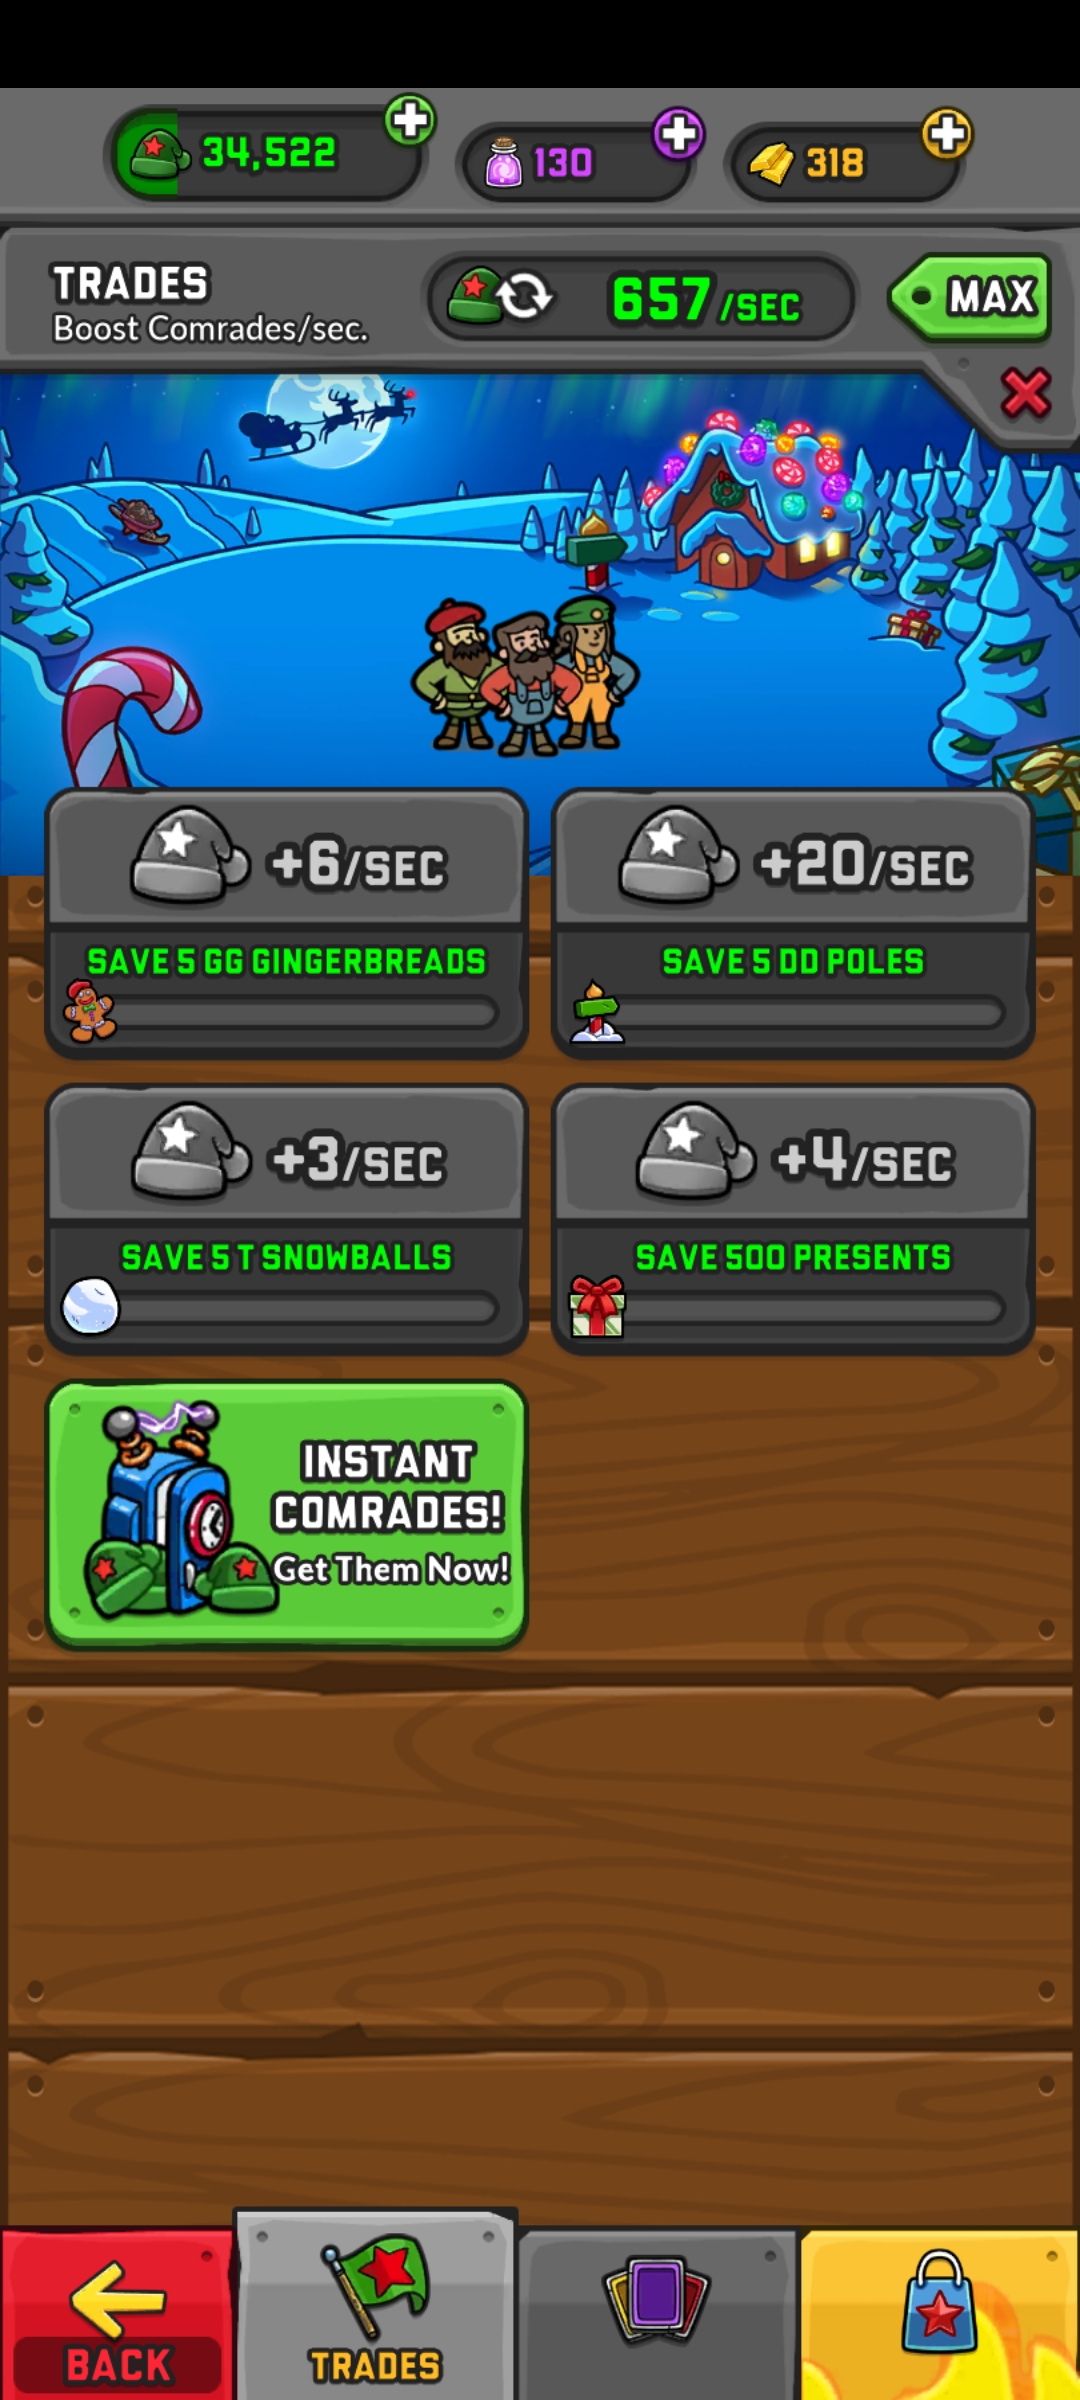 34,522
130
318
TRADES
Boost Comrades/sec.
657/SEC
MAX
+6/SEC
SAVE 5 GG GINGERBREADS
+20/SEC
SAVE 5 DD POLES
+3/SEC
SAVE 5 T SNOWBALLS
+4/SEC
SAVE 500 PRESENTS
INSTANT
COMRADES!
Get Them Now!
BACK
TRADES